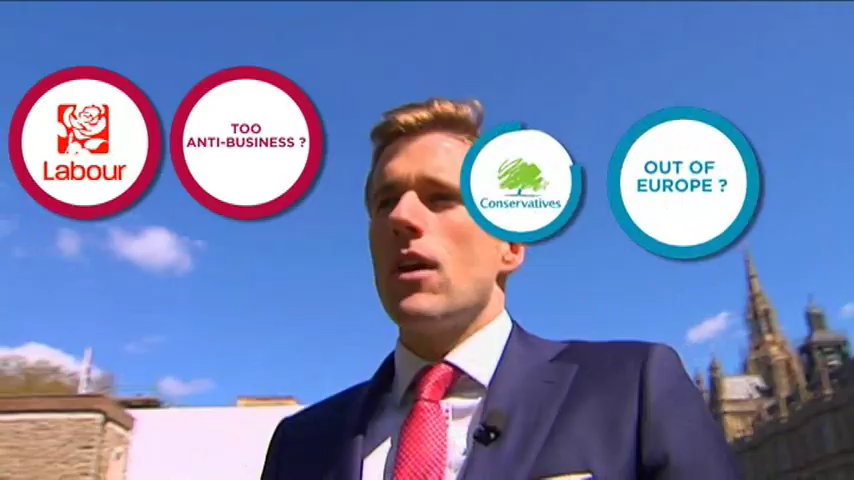 Labour
TOO
ANTI-BUSINESS ?
Conservatives
OUT OF
EUROPE ?